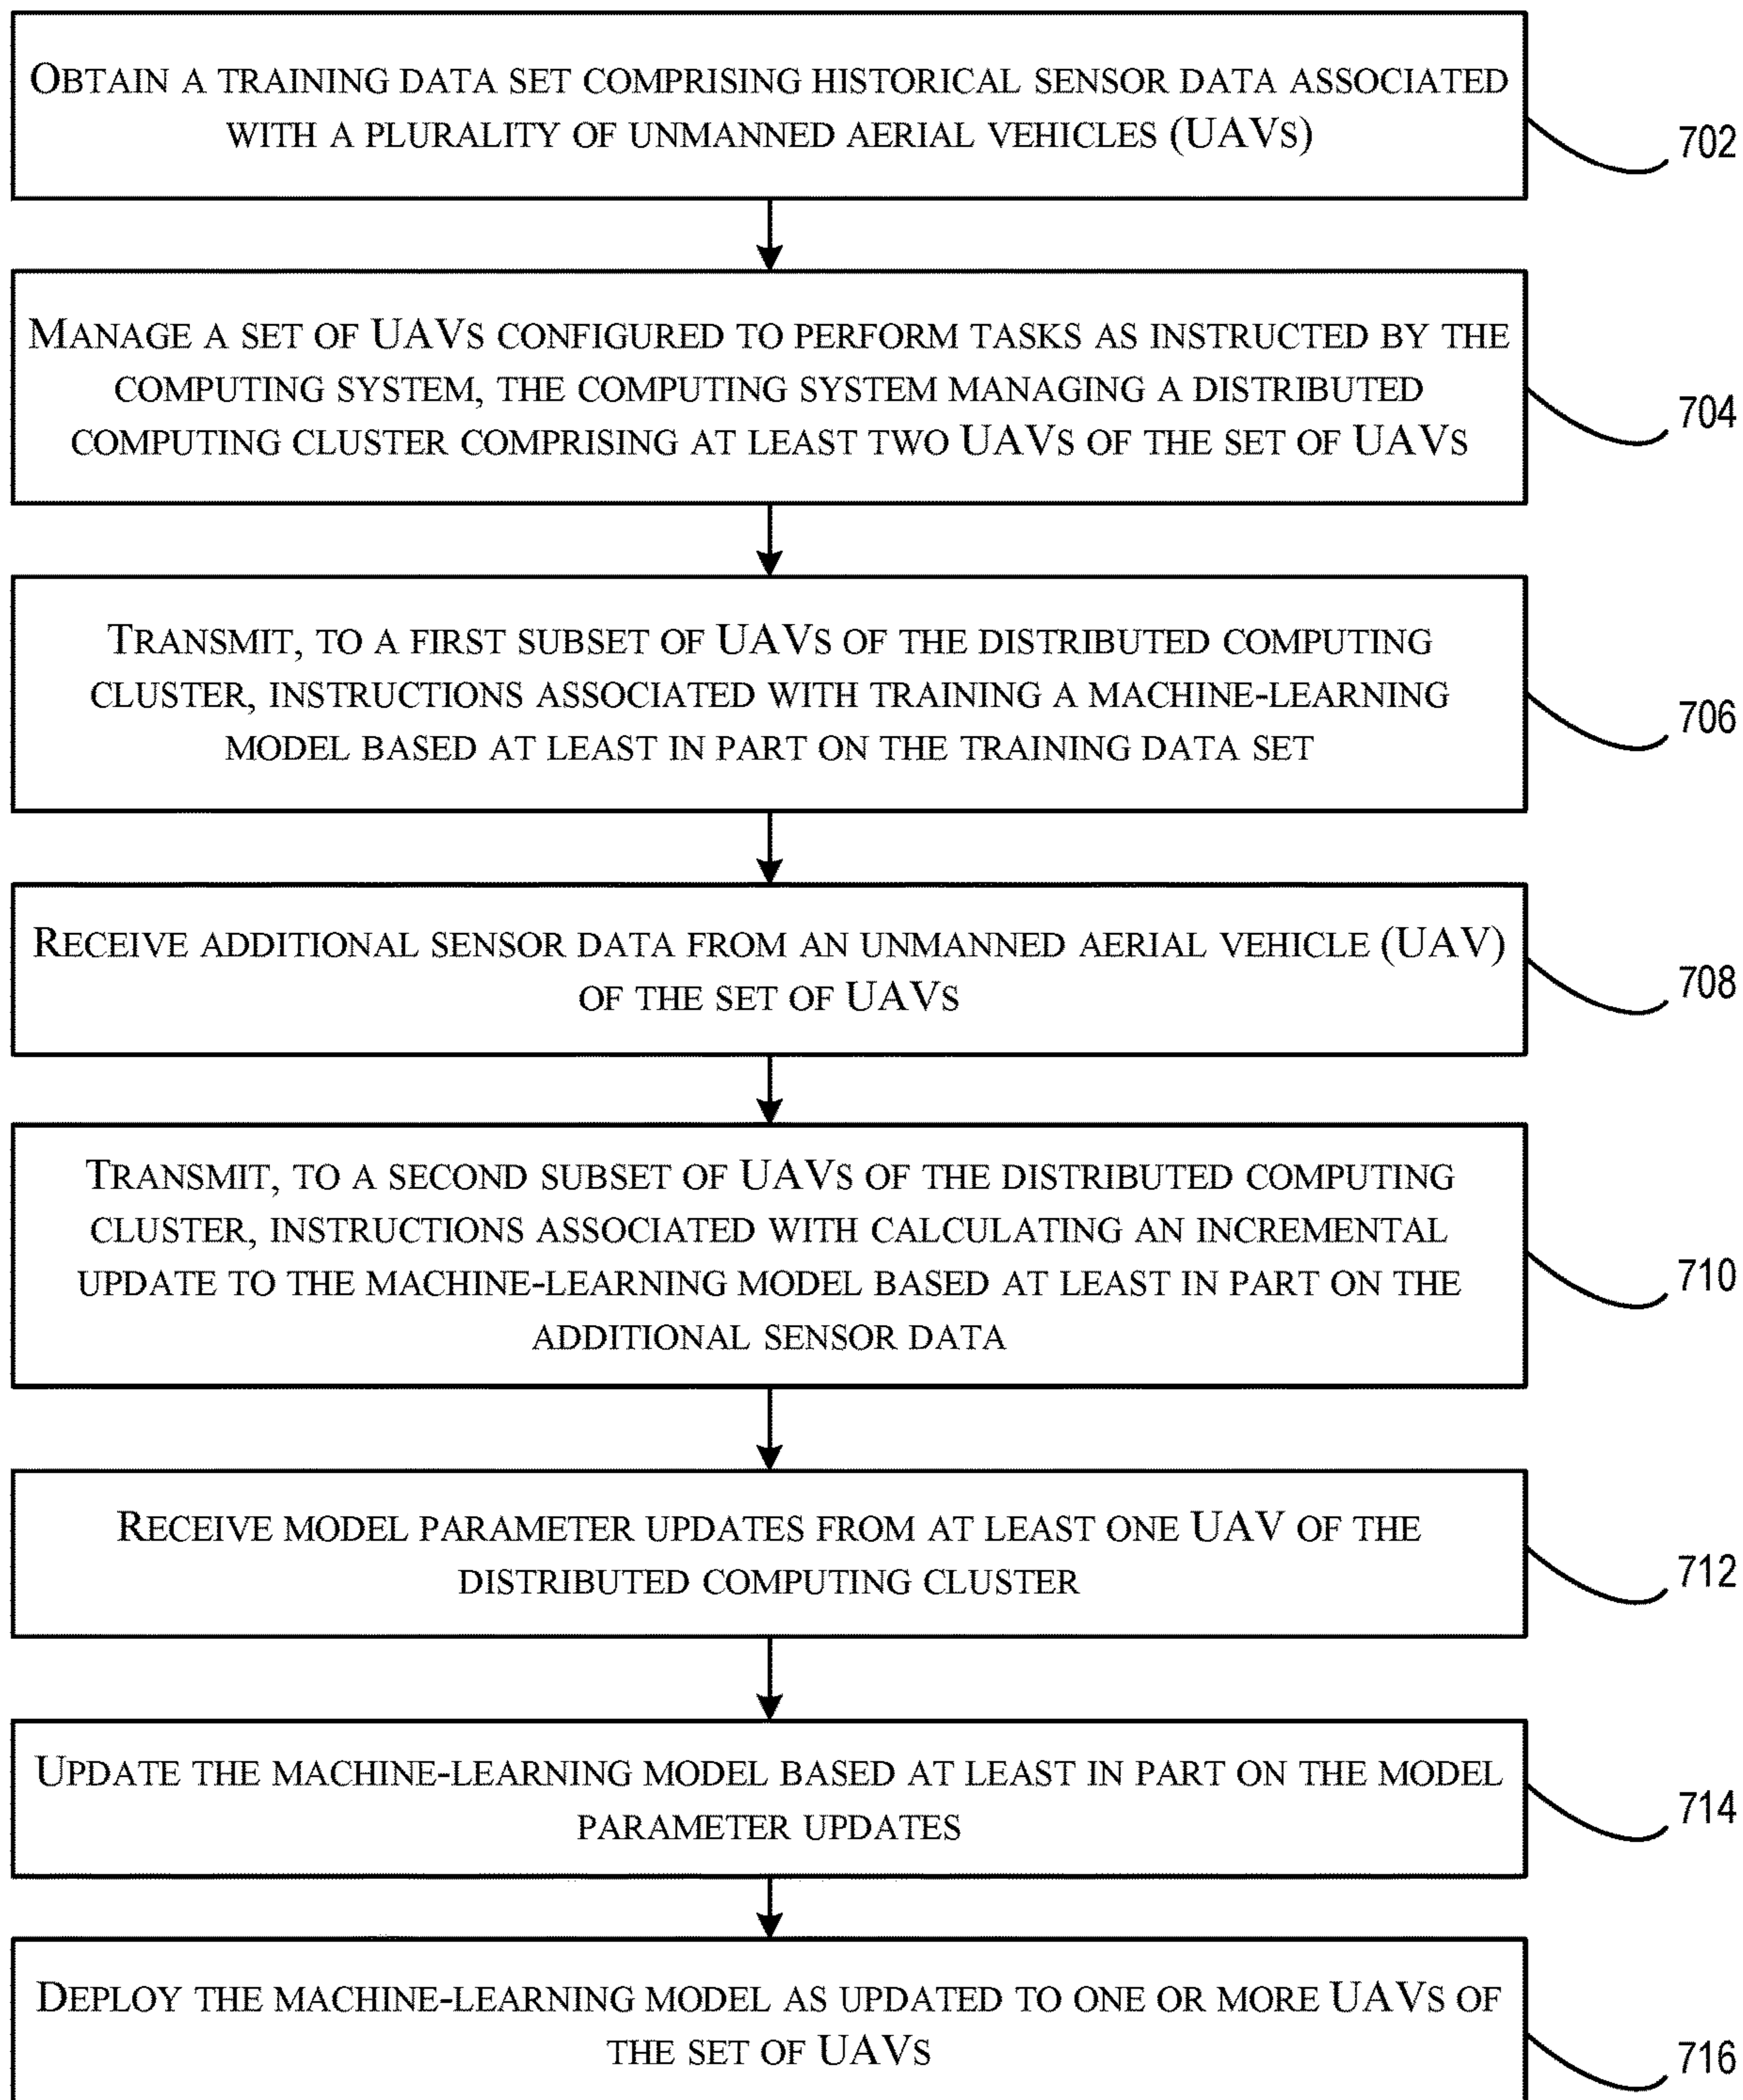 OBTAIN A TRAINING DATA SET COMPRISING HISTORICAL SENSOR DATA ASSOCIATED
WITH A PLURALITY OF UNMANNED AERIAL VEHICLES (UAVS)
702
MANAGE A SET OF UAVS CONFIGURED TO PERFORM TASKS AS INSTRUCTED BY THE
COMPUTING SYSTEM, THE COMPUTING SYSTEM MANAGING A DISTRIBUTED
COMPUTING CLUSTER COMPRISING AT LEAST TWO UAVS OF THE SET OF UAVS
704
TRANSMIT, TO A FIRST SUBSET OF UAVS OF THE DISTRIBUTED COMPUTING
CLUSTER, INSTRUCTIONS ASSOCIATED WITH TRAINING A MACHINE-LEARNING
MODEL BASED AT LEAST IN PART ON THE TRAINING DATA SET
706
RECEIVE ADDITIONAL SENSOR DATA FROM AN UNMANNED AERIAL VEHICLE (UAV)
OF THE SET OF UAVS
708
TRANSMIT, TO A SECOND SUBSET OF UAVS OF THE DISTRIBUTED COMPUTING
CLUSTER, INSTRUCTIONS ASSOCIATED WITH CALCULATING AN INCREMENTAL
UPDATE TO THE MACHINE-LEARNING MODEL BASED AT LEAST IN PART ON THE
ADDITIONAL SENSOR DATA
710
RECEIVE MODEL PARAMETER UPDATES FROM AT LEAST ONE UAV OF THE
DISTRIBUTED COMPUTING CLUSTER
712
UPDATE THE MACHINE-LEARNING MODEL BASED AT LEAST IN PART ON THE MODEL
PARAMETER UPDATES
714
DEPLOY THE MACHINE-LEARNING MODEL AS UPDATED TO ONE OR MORE UAVS OF
THE SET OF UAVS
716